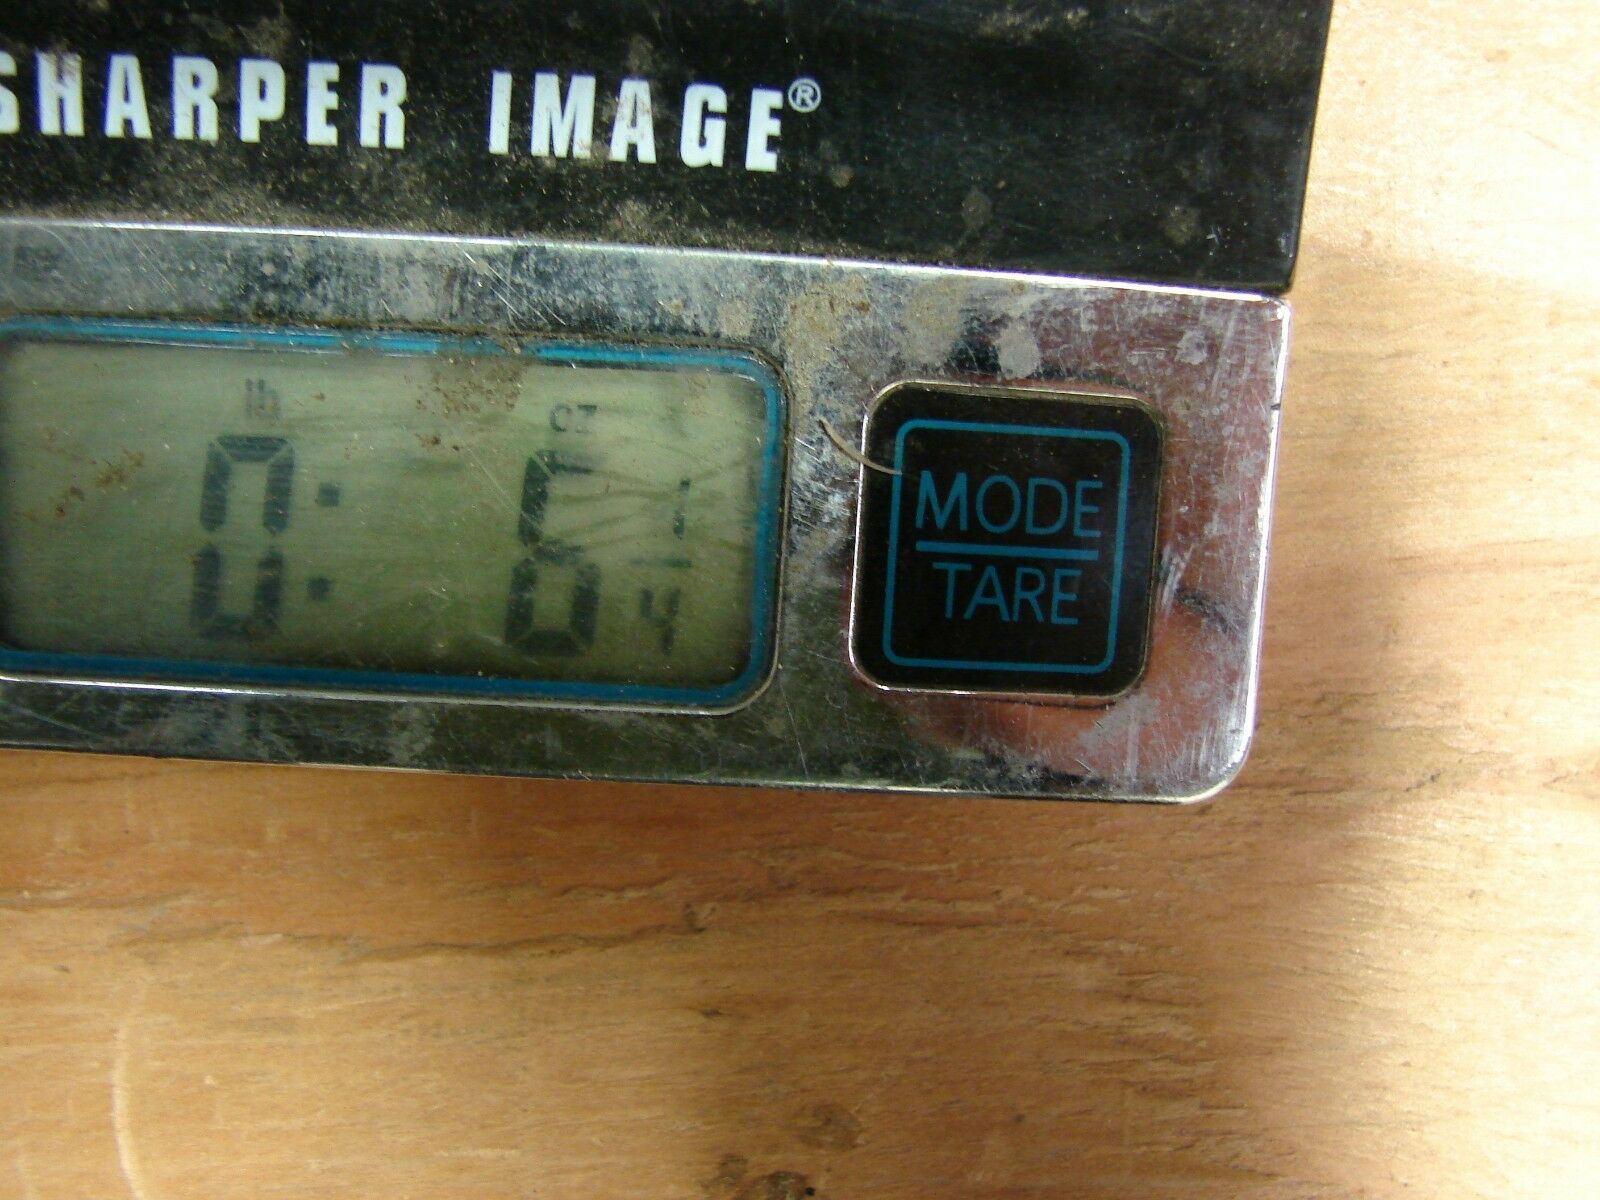 SHARPER IMAGE®
lb oz
0: 6 1/4
MODE
TARE